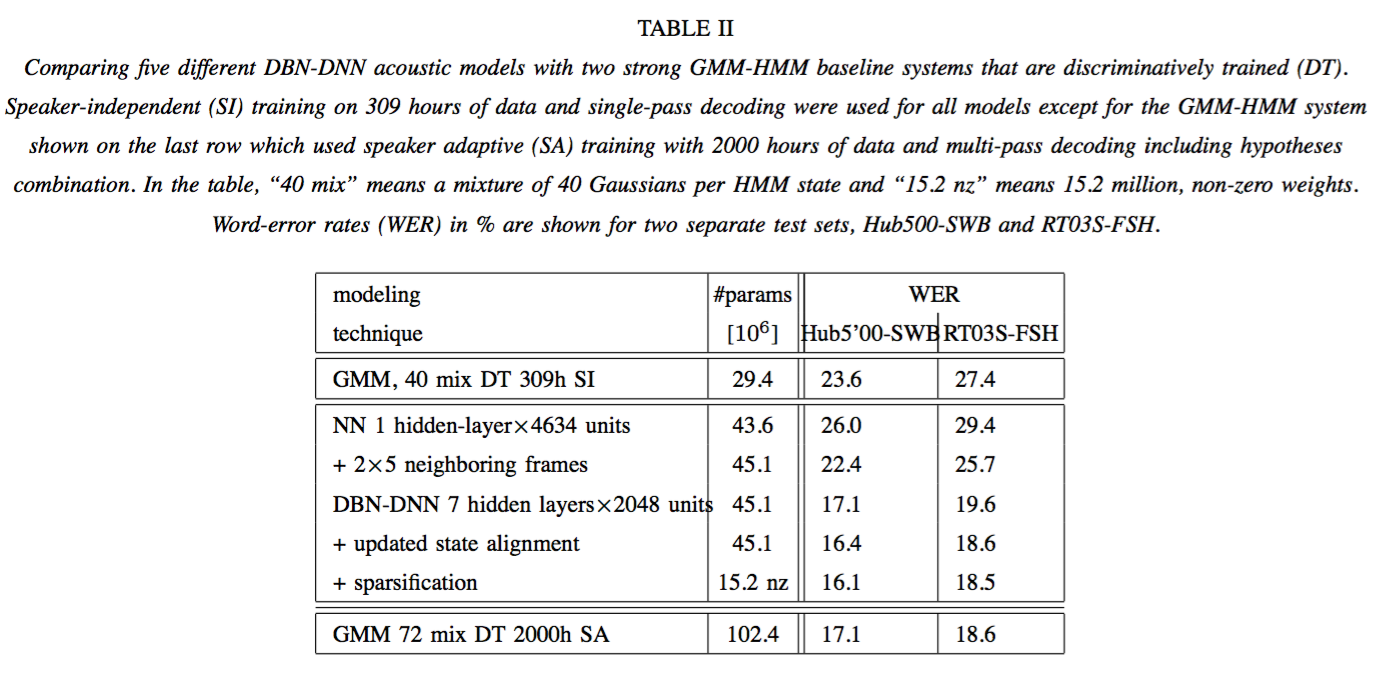 TABLE II
Comparing five different DBN-DNN acoustic models with two strong GMM-HMM baseline systems that are discriminatively trained (DT).
Speaker-independent (SI) training on 309 hours of data and single-pass decoding were used for all models except for the GMM-HMM system
shown on the last row which used speaker adaptive (SA) training with 2000 hours of data and multi-pass decoding including hypotheses
combination. In the table, “40 mix” means a mixture of 40 Gaussians per HMM state and “15.2 nz” means 15.2 million, non-zero weights.
Word-error rates (WER) in % are shown for two separate test sets, Hub500-SWB and RT03S-FSH.
modeling #params WER
technique [10⁶] Hub5’00-SWB RT03S-FSH
GMM, 40 mix DT 309h SI 29.4 23.6 27.4
NN 1 hidden-layer×4634 units 43.6 26.0 29.4
+ 2×5 neighboring frames 45.1 22.4 25.7
DBN-DNN 7 hidden layers×2048 units 45.1 17.1 19.6
+ updated state alignment 45.1 16.4 18.6
+ sparsification 15.2 nz 16.1 18.5
GMM 72 mix DT 2000h SA 102.4 17.1 18.6